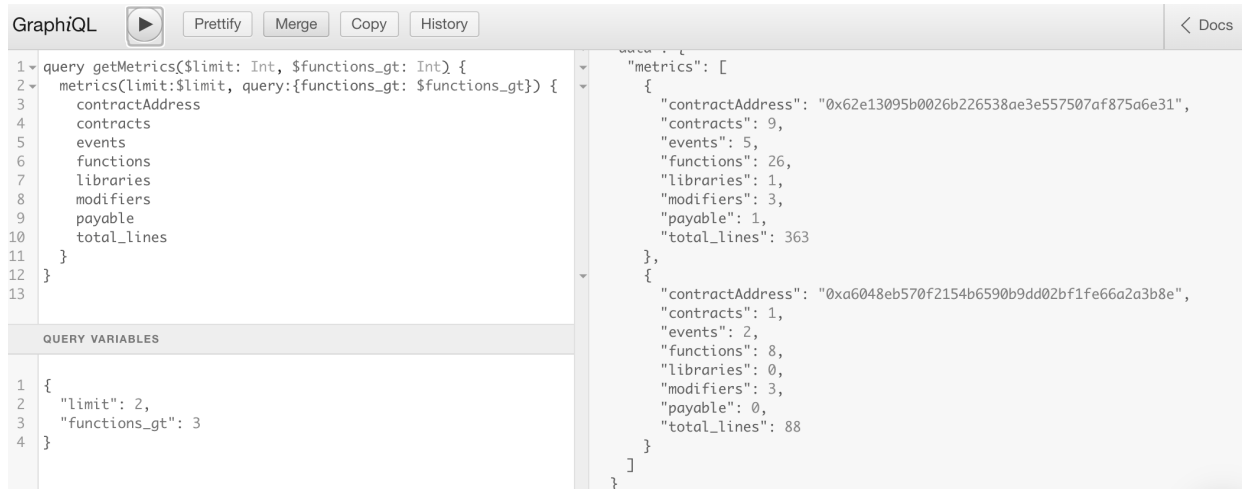 GraphiQL
Prettify
Merge
Copy
History
Docs
1 query getMetrics($limit: Int, $functions_gt: Int) {
2 metrics(limit:$limit, query:{functions_gt: $functions_gt}) {
3 contractAddress
4 contracts
5 events
6 functions
7 libraries
8 modifiers
9 payable
10 total_lines
11 }
12 }
13
QUERY VARIABLES
1 {
2 "limit": 2,
3 "functions_gt": 3
4 }
"data": {
"metrics": [
{
"contractAddress": "0x62e13095b0026b226538ae3e557507af875a6e31",
"contracts": 9,
"events": 5,
"functions": 26,
"libraries": 1,
"modifiers": 3,
"payable": 1,
"total_lines": 363
},
{
"contractAddress": "0xa6048eb570f2154b6590b9dd02bf1fe66a2a3b8e",
"contracts": 1,
"events": 2,
"functions": 8,
"libraries": 0,
"modifiers": 3,
"payable": 0,
"total_lines": 88
}
]
}